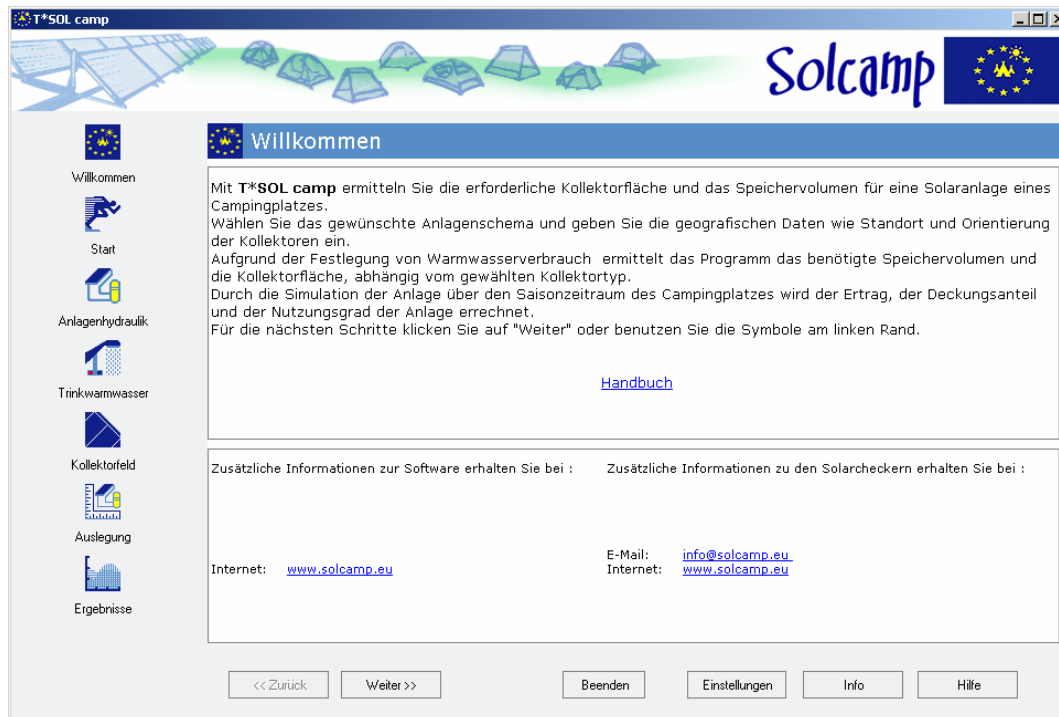 T*SOL camp
Solcamp
Willkommen
Willkommen
Start
Anlagenhydraulik
Trinkwarmwasser
Kollektorfeld
Auslegung
Ergebnisse
Mit T*SOL camp ermitteln Sie die erforderliche Kollektorfläche und das Speichervolumen für eine Solaranlage eines
Campingplatzes.
Wählen Sie das gewünschte Anlagenschema und geben Sie die geografischen Daten wie Standort und Orientierung
der Kollektoren ein.
Aufgrund der Festlegung von Warmwasserverbrauch ermittelt das Programm das benötigte Speichervolumen und
die Kollektorfläche, abhängig vom gewählten Kollektortyp.
Durch die Simulation der Anlage über den Saisonzeitraum des Campingplatzes wird der Ertrag, der Deckungsanteil
und der Nutzungsgrad der Anlage errechnet.
Für die nächsten Schritte klicken Sie auf "Weiter" oder benutzen Sie die Symbole am linken Rand.
Handbuch
Zusätzliche Informationen zur Software erhalten Sie bei :
Internet: www.solcamp.eu
Zusätzliche Informationen zu den Solarcheckern erhalten Sie bei :
E-Mail: info@solcamp.eu
Internet: www.solcamp.eu
<< Zurück
Weiter >>
Beenden
Einstellungen
Info
Hilfe